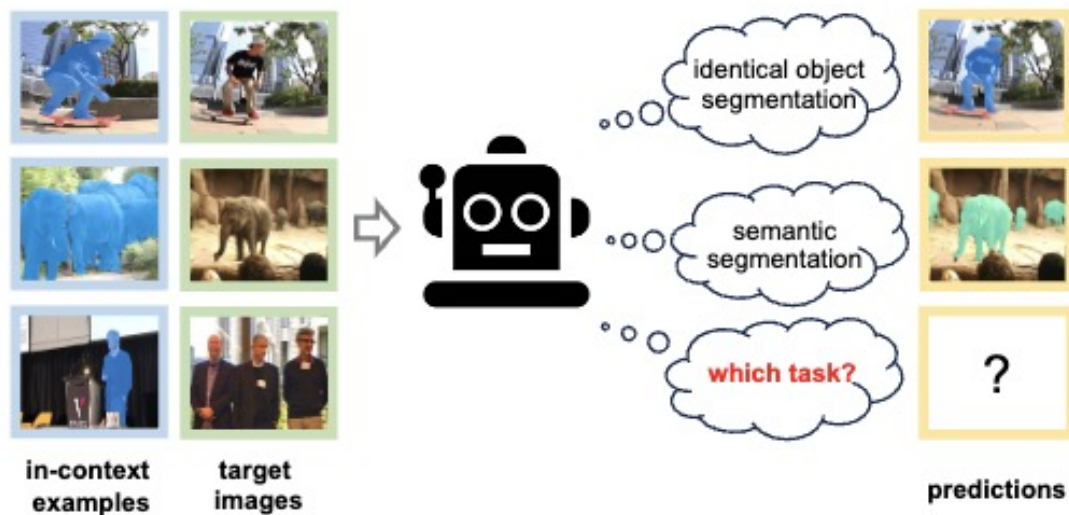 identical object
segmentation
semantic
segmentation
which task?
?
in-context
examples
target
images
predictions